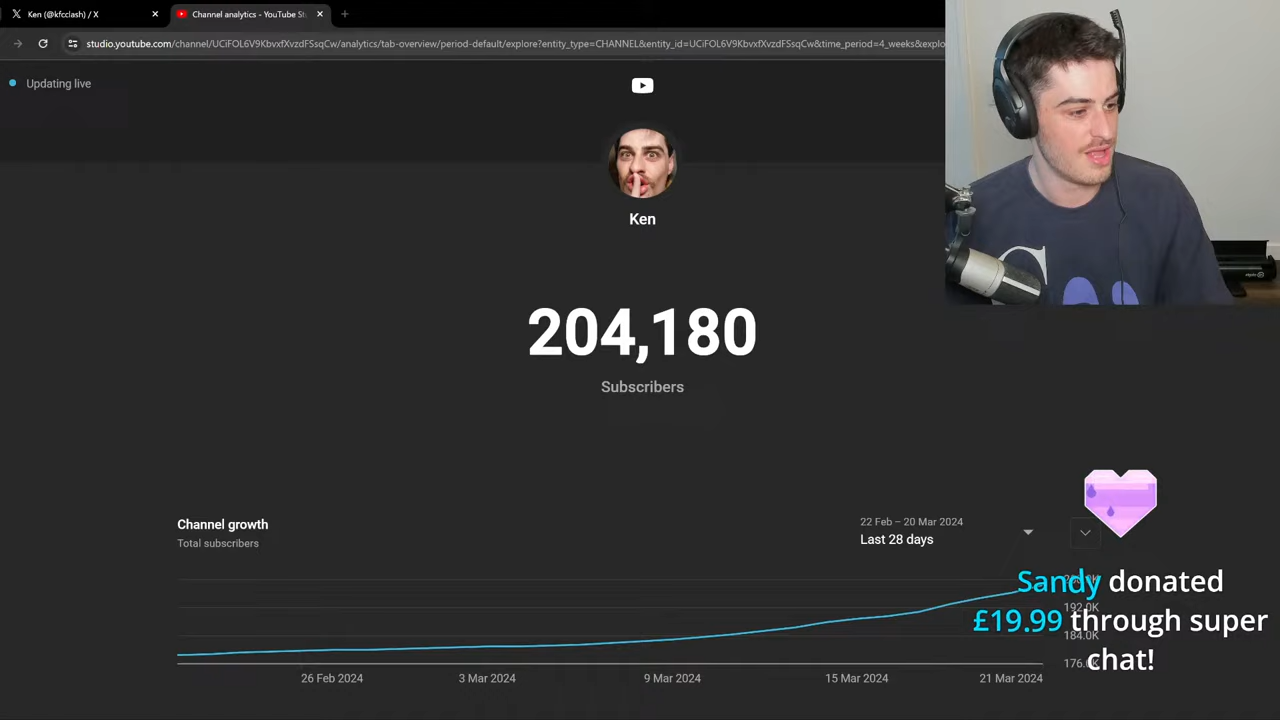 Ken (@kfcclash) / X
Channel analytics - YouTube St
studio.youtube.com/channel/UCiFOL6V9KbvxfXvzdFSsqCw/analytics/tab-overview/period-default/explore?entity_type=CHANNEL&entity_id=UCiFOL6V9KbvxfXvzdFSsqCw&time_period=4_weeks&explo
Updating live
Ken
204,180
Subscribers
Channel growth
Total subscribers
22 Feb – 20 Mar 2024
Last 28 days
Sandy donated
£19.99 through super
chat!
192.0K
184.0K
176.0K
26 Feb 2024
3 Mar 2024
9 Mar 2024
15 Mar 2024
21 Mar 2024